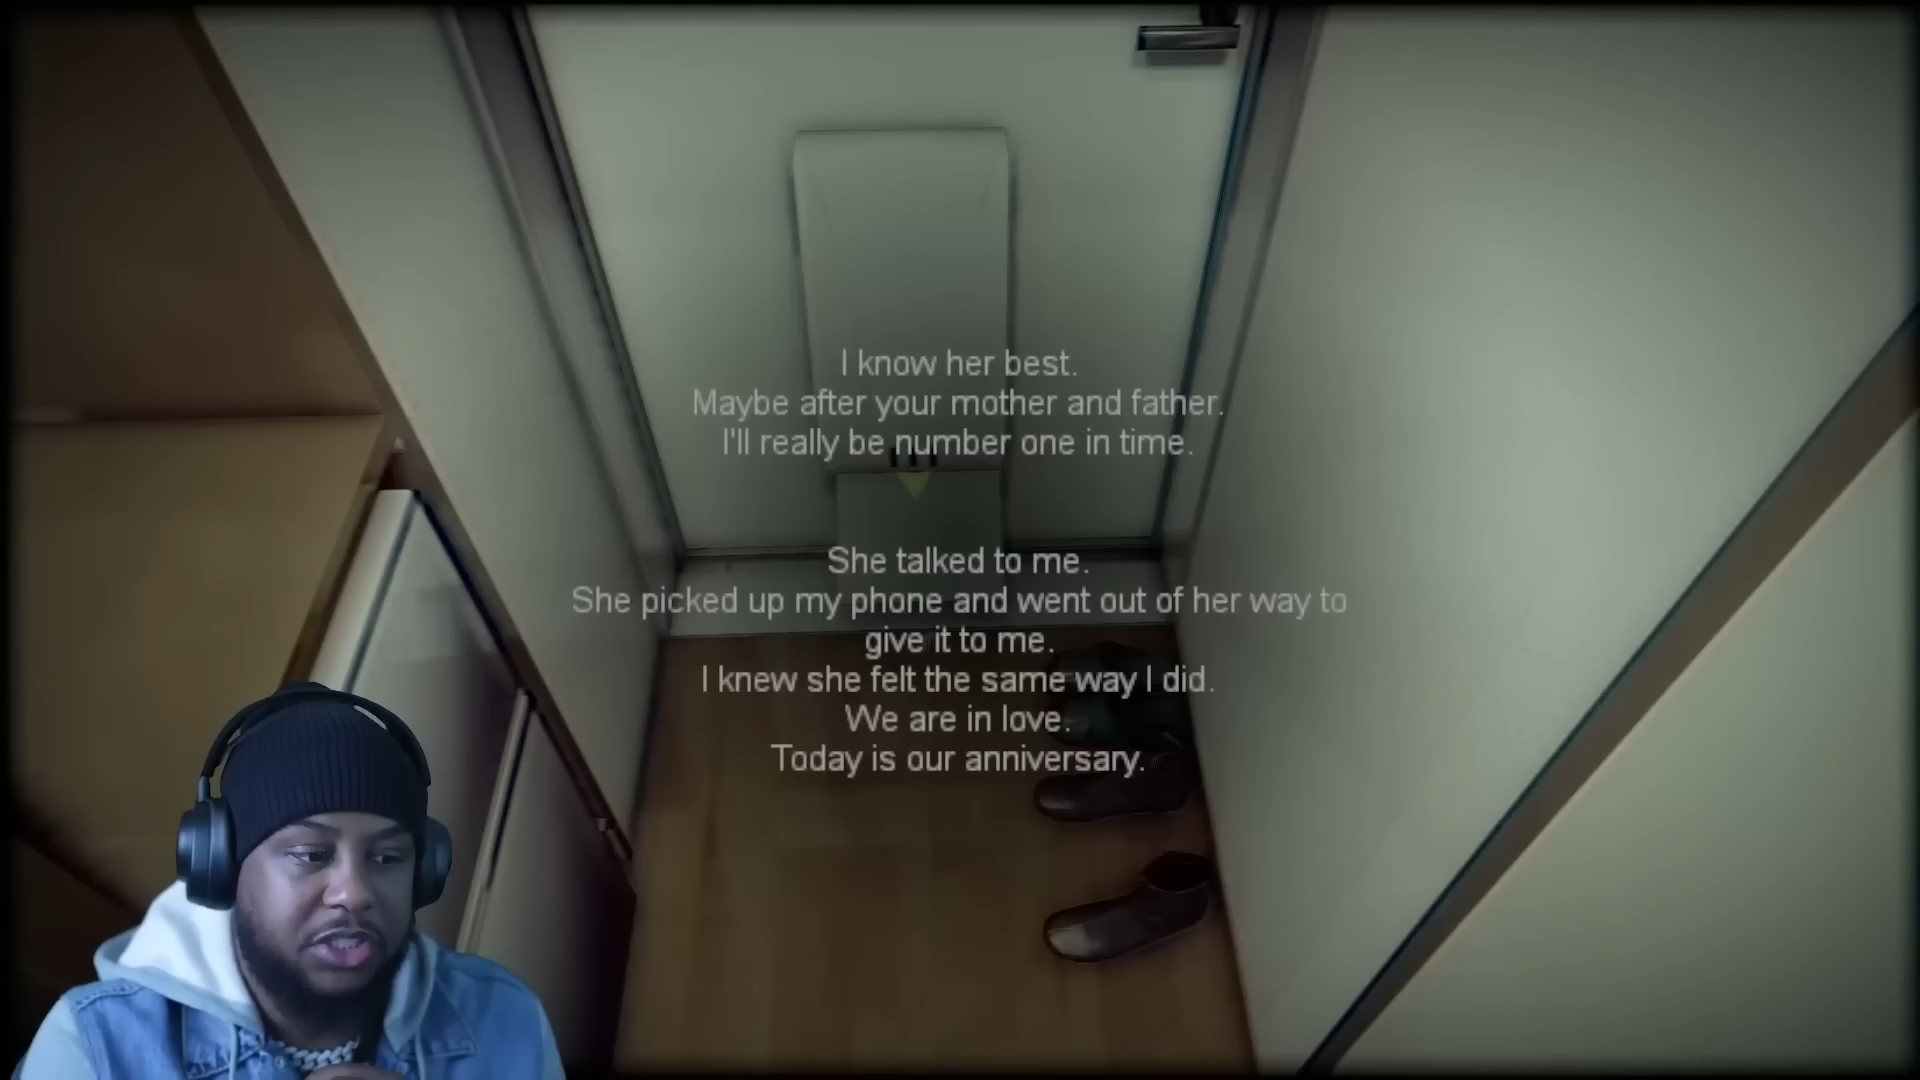 I know her best.
Maybe after your mother and father.
I'll really be number one in time.
She talked to me.
She picked up my phone and went out of her way to
give it to me.
I knew she felt the same way I did.
We are in love.
Today is our anniversary.